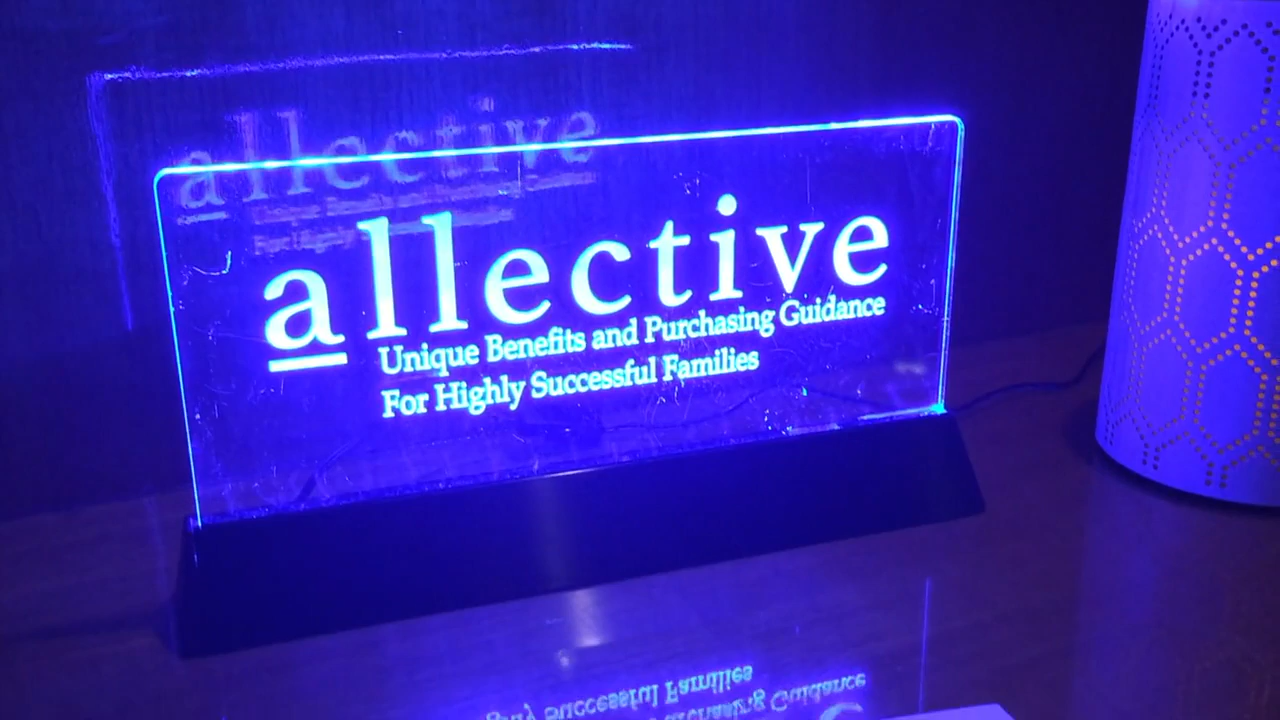 allective
Unique Benefits and Purchasing Guidance
For Highly Successful Families